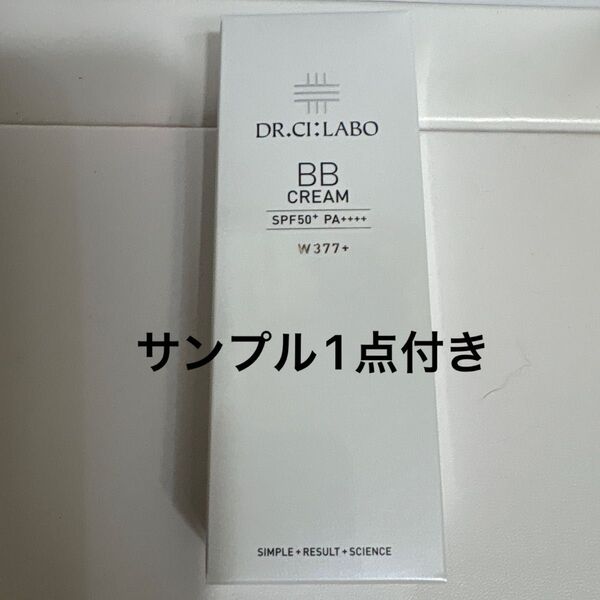 DR.CI:LABO
BB
CREAM
SPF50+ PA++++
W377+
サンプル1点付き
SIMPLE+RESULT+SCIENCE